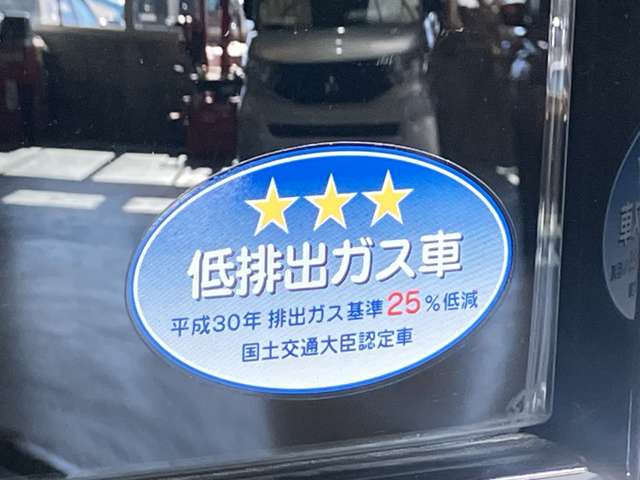 低排出ガス車
平成30年 排出ガス基準25%低減
国土交通大臣認定車